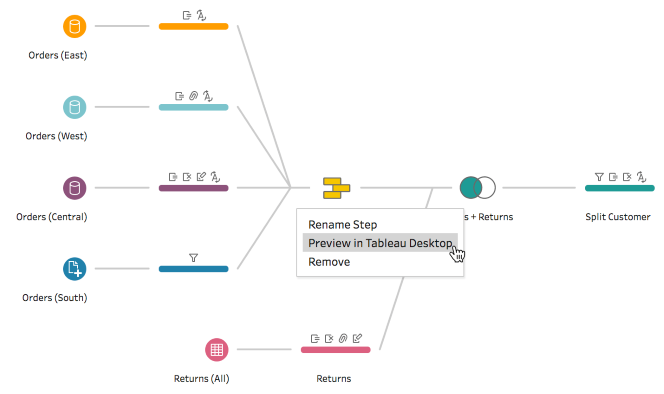 Orders (East)
Orders (West)
Orders (Central)
Rename Step
s + Returns
Split Customer
Preview in Tableau Desktop
Remove
Orders (South)
Returns (All)
Returns